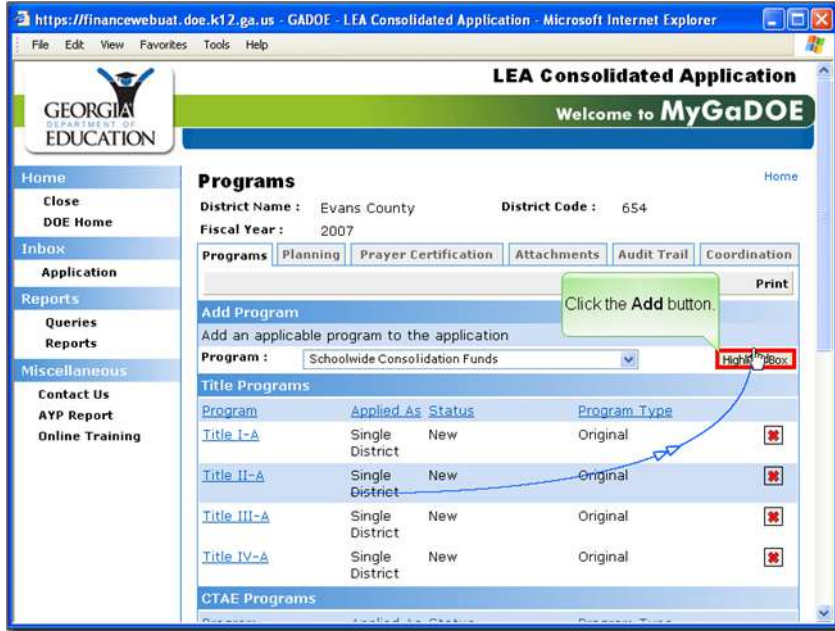 https://financewebuat.doe.k12.ga.us - GADOE - LEA Consolidated Application - Microsoft Internet Explorer
File Edit View Favorites Tools Help
LEA Consolidated Application
GEORGIA
DEPARTMENT OF
EDUCATION
Welcome to MyGaDOE
Home
Close
DOE Home
Inbox
Application
Reports
Queries
Reports
Miscellaneous
Contact Us
AYP Report
Online Training
Programs
Home
District Name : Evans County District Code : 654
Fiscal Year : 2007
Programs Planning Prayer Certification Attachments Audit Trail Coordination
Print
Click the Add button.
Add Program
Add an applicable program to the application
Program : Schoolwide Consolidation Funds
Title Programs
Program Applied As Status Program Type
Title I-A Single District New Original
Title II-A Single District New Original
Title III-A Single District New Original
Title IV-A Single District New Original
CTAE Programs